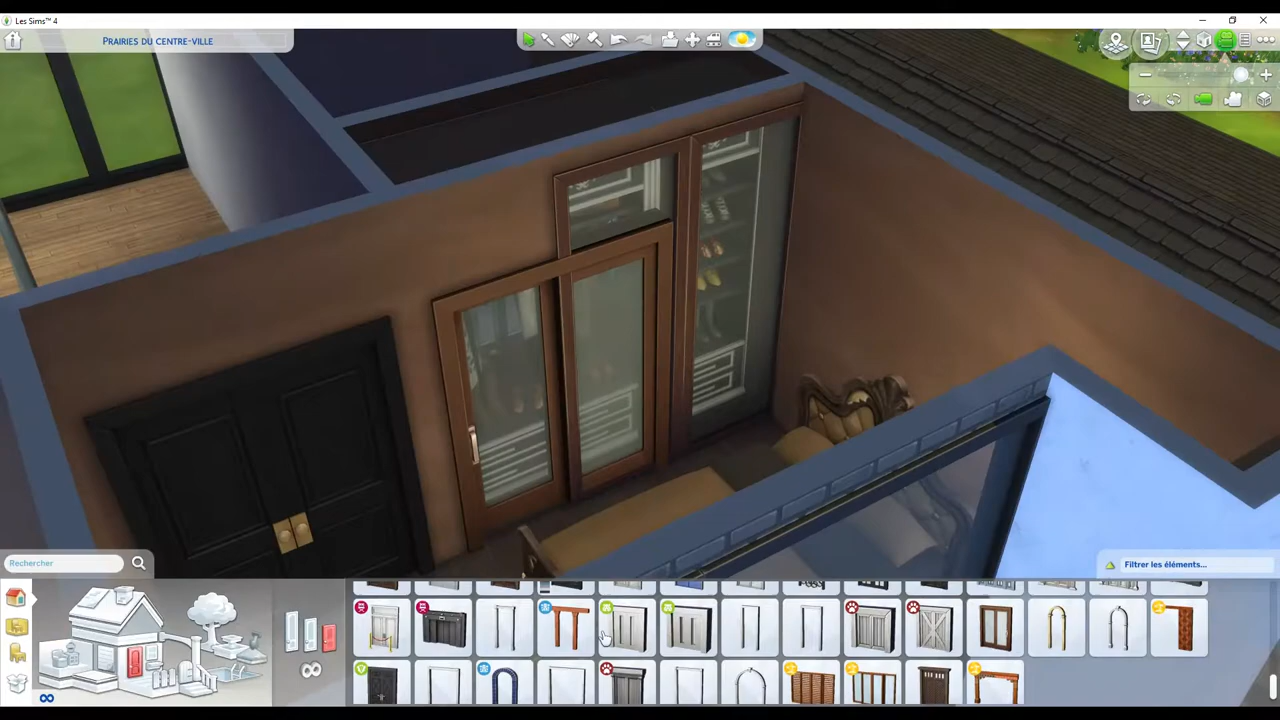 Les Sims™ 4
PRAIRIES DU CENTRE-VILLE
Rechercher
Filtrer les éléments...